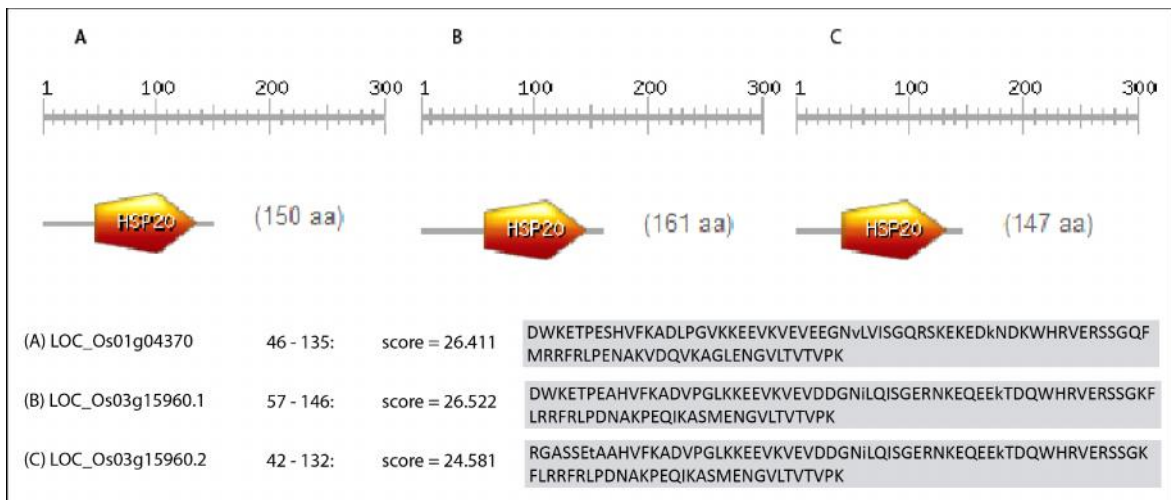 A B C
1 100 200 300 1 100 200 300 1 100 200 300
HSP20 (150 aa) HSP20 (161 aa) HSP20 (147 aa)
(A) LOC_Os01g04370 46 - 135: score = 26.411 DWKETPESHVFKADLPGVKKEEVKVEVEEGNvLVISGQRSKEKEDkNDKWHRVERSSGQF
MRRFRLPENAKVDQVKAGLENGVLTVTVPK
(B) LOC_Os03g15960.1 57 - 146: score = 26.522 DWKETPEAHVFKADVPGLKKEEVKVEVDDGNiLQISGERNKEQEEkTDQWHRVERSSGKF
LRRFRLPDNAKPEQIKASMENGVLTVTVPK
(C) LOC_Os03g15960.2 42 - 132: score = 24.581 RGASSEtAAHVFKADVPGLKKEEVKVEVDDGNiLQISGERNKEQEEkTDQWHRVERSSGK
FLRRFRLPDNAKPEQIKASMENGVLTVTVPK